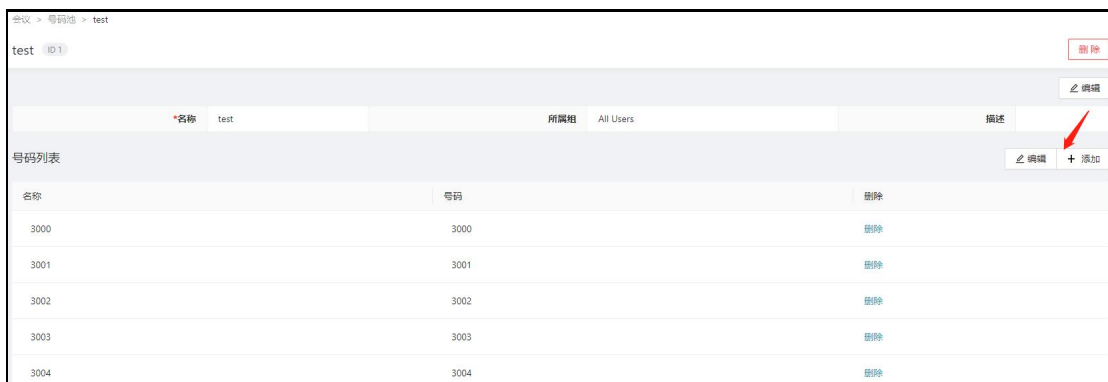 会议 > 号码池 > test
test ID 1 删 除
编辑
*名称 test 所属组 All Users 描述
号码列表 编辑 + 添加
名称 号码 删除
3000 3000 删除
3001 3001 删除
3002 3002 删除
3003 3003 删除
3004 3004 删除